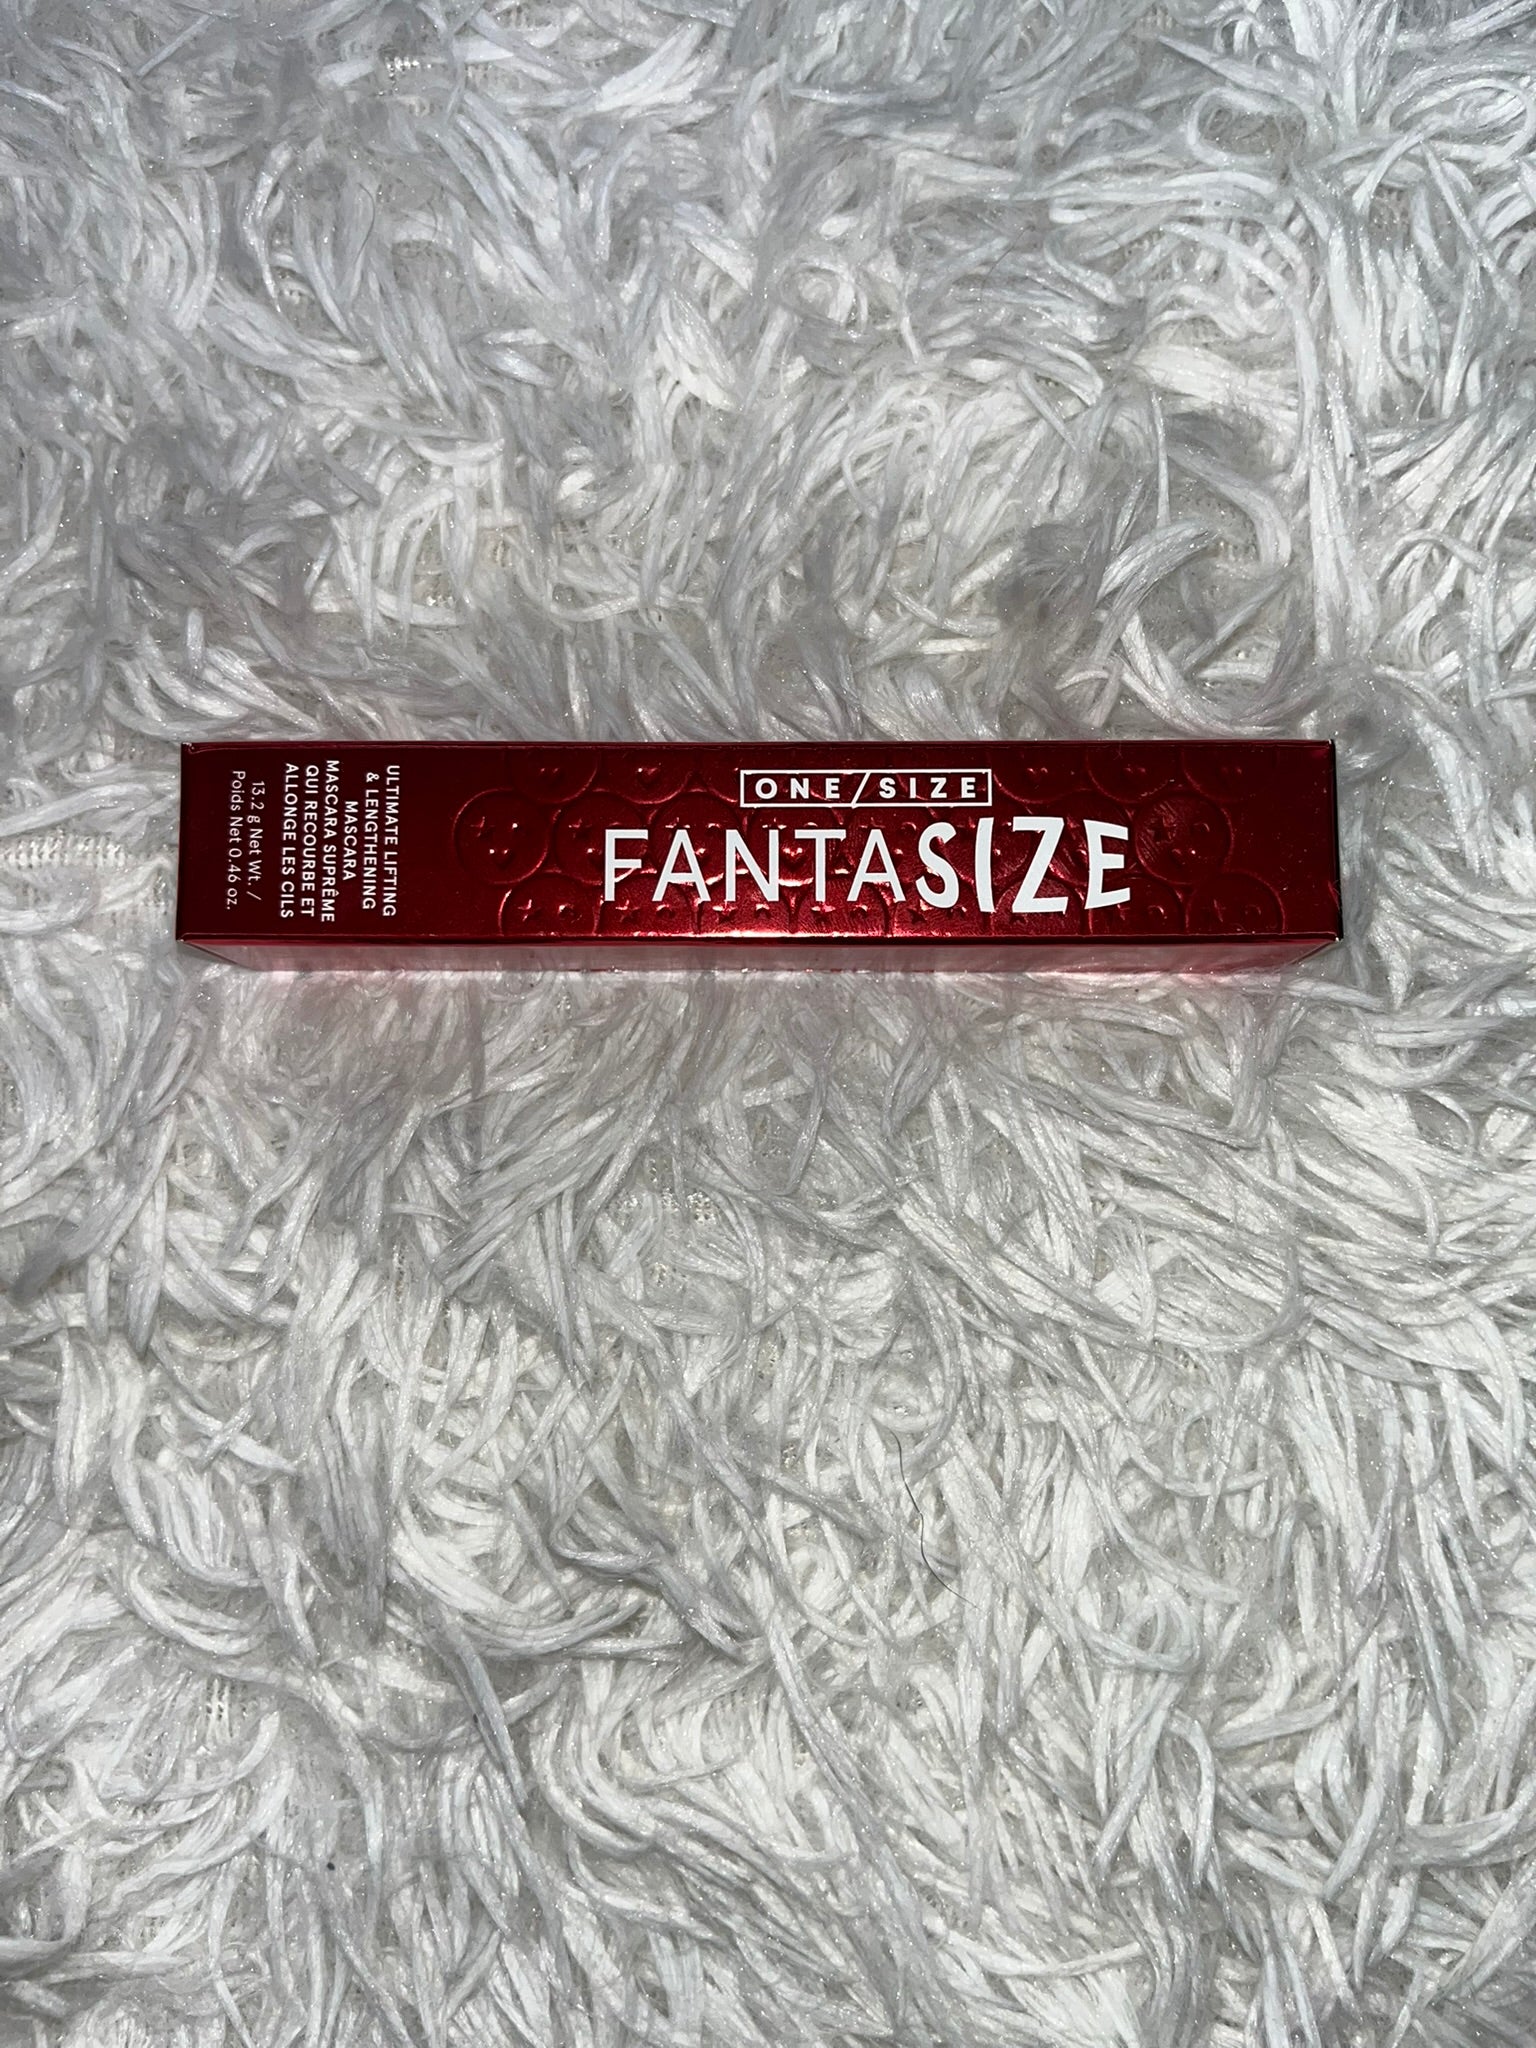 ONE/SIZE
FANTASIZE
ULTIMATE LIFTING
& LENGTHENING
MASCARA
MASCARA SUPRÊME
QUI RECOURBE ET
ALLONGE LES CILS
13.2 g Net Wt. /
Poids Net 0.46 oz.